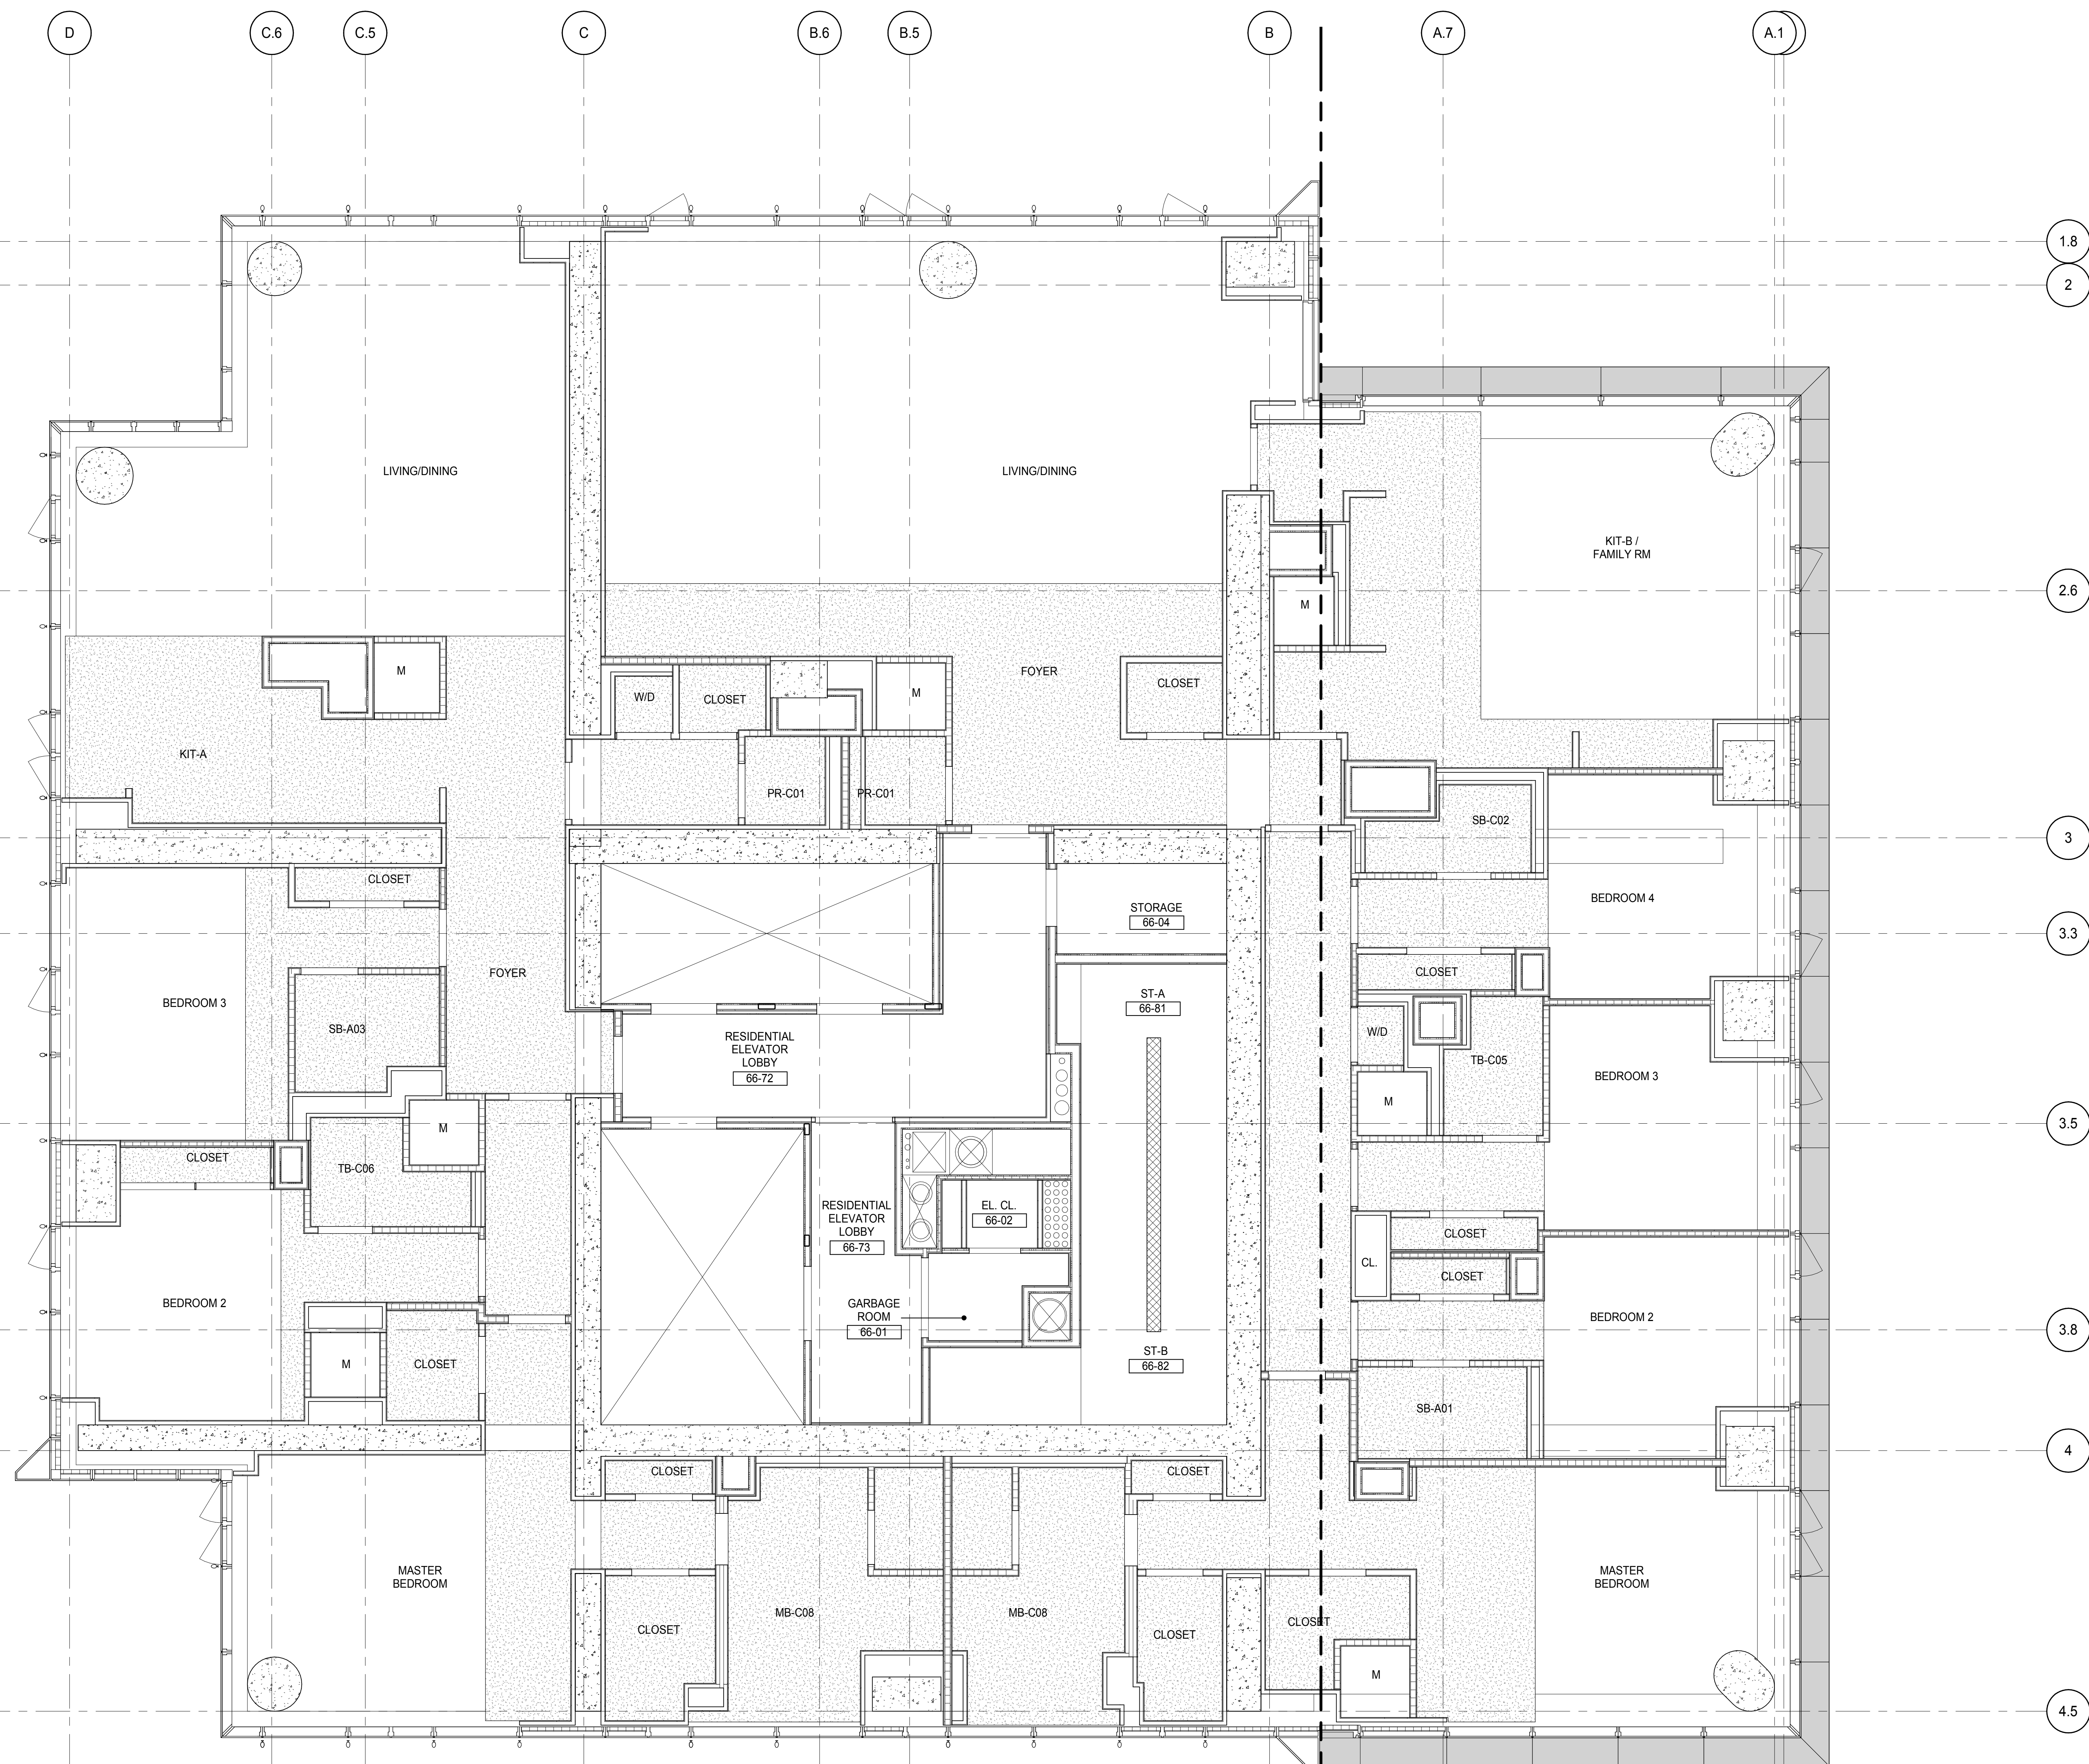 D
C.6
C.5
C
B.6
B.5
B
A.7
A.1
1.8
2
LIVING/DINING
LIVING/DINING
KIT-B /
FAMILY RM
2.6
M
M
FOYER
CLOSET
W/D
CLOSET
M
KIT-A
PR-C01
PR-C01
SB-C02
3
CLOSET
BEDROOM 4
STORAGE
66-04
3.3
FOYER
CLOSET
BEDROOM 3
ST-A
66-81
SB-A03
W/D
RESIDENTIAL
ELEVATOR
LOBBY
66-72
TB-C05
BEDROOM 3
M
M
3.5
CLOSET
TB-C06
RESIDENTIAL
ELEVATOR
LOBBY
66-73
EL. CL.
66-02
CLOSET
CL.
CLOSET
BEDROOM 2
GARBAGE
ROOM
66-01
BEDROOM 2
3.8
ST-B
66-82
M
CLOSET
SB-A01
4
CLOSET
CLOSET
MASTER
BEDROOM
MASTER
BEDROOM
MB-C08
MB-C08
CLOSET
CLOSET
CLOSET
M
4.5